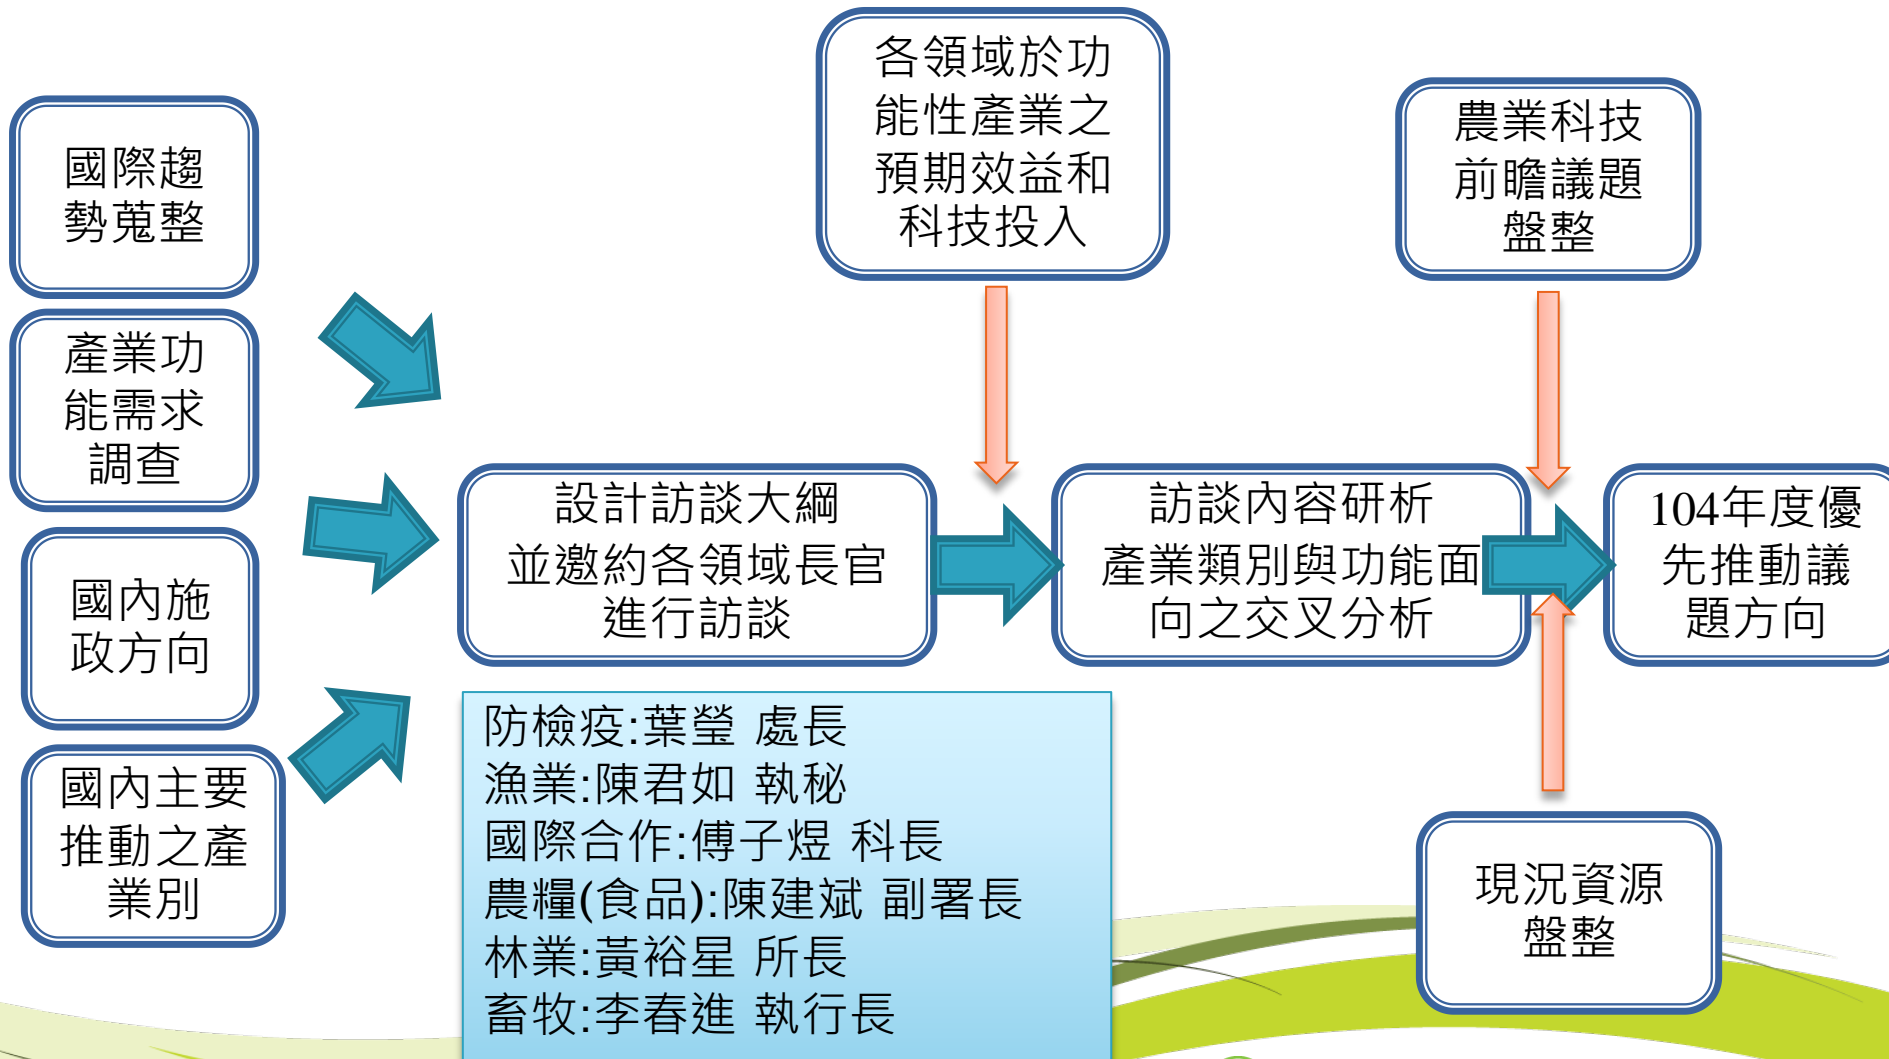 國際趨
勢蒐整
產業功
能需求
調查
國內施
政方向
國內主要
推動之產
業別
各領域於功
能性產業之
預期效益和
科技投入
農業科技
前瞻議題
盤整
設計訪談大綱
並邀約各領域長官
進行訪談
訪談內容研析
產業類別與功能面
向之交叉分析
104年度優
先推動議
題方向
防檢疫:葉瑩 處長
漁業:陳君如 執秘
國際合作:傅子煜 科長
農糧(食品):陳建斌 副署長
林業:黃裕星 所長
畜牧:李春進 執行長
現況資源
盤整